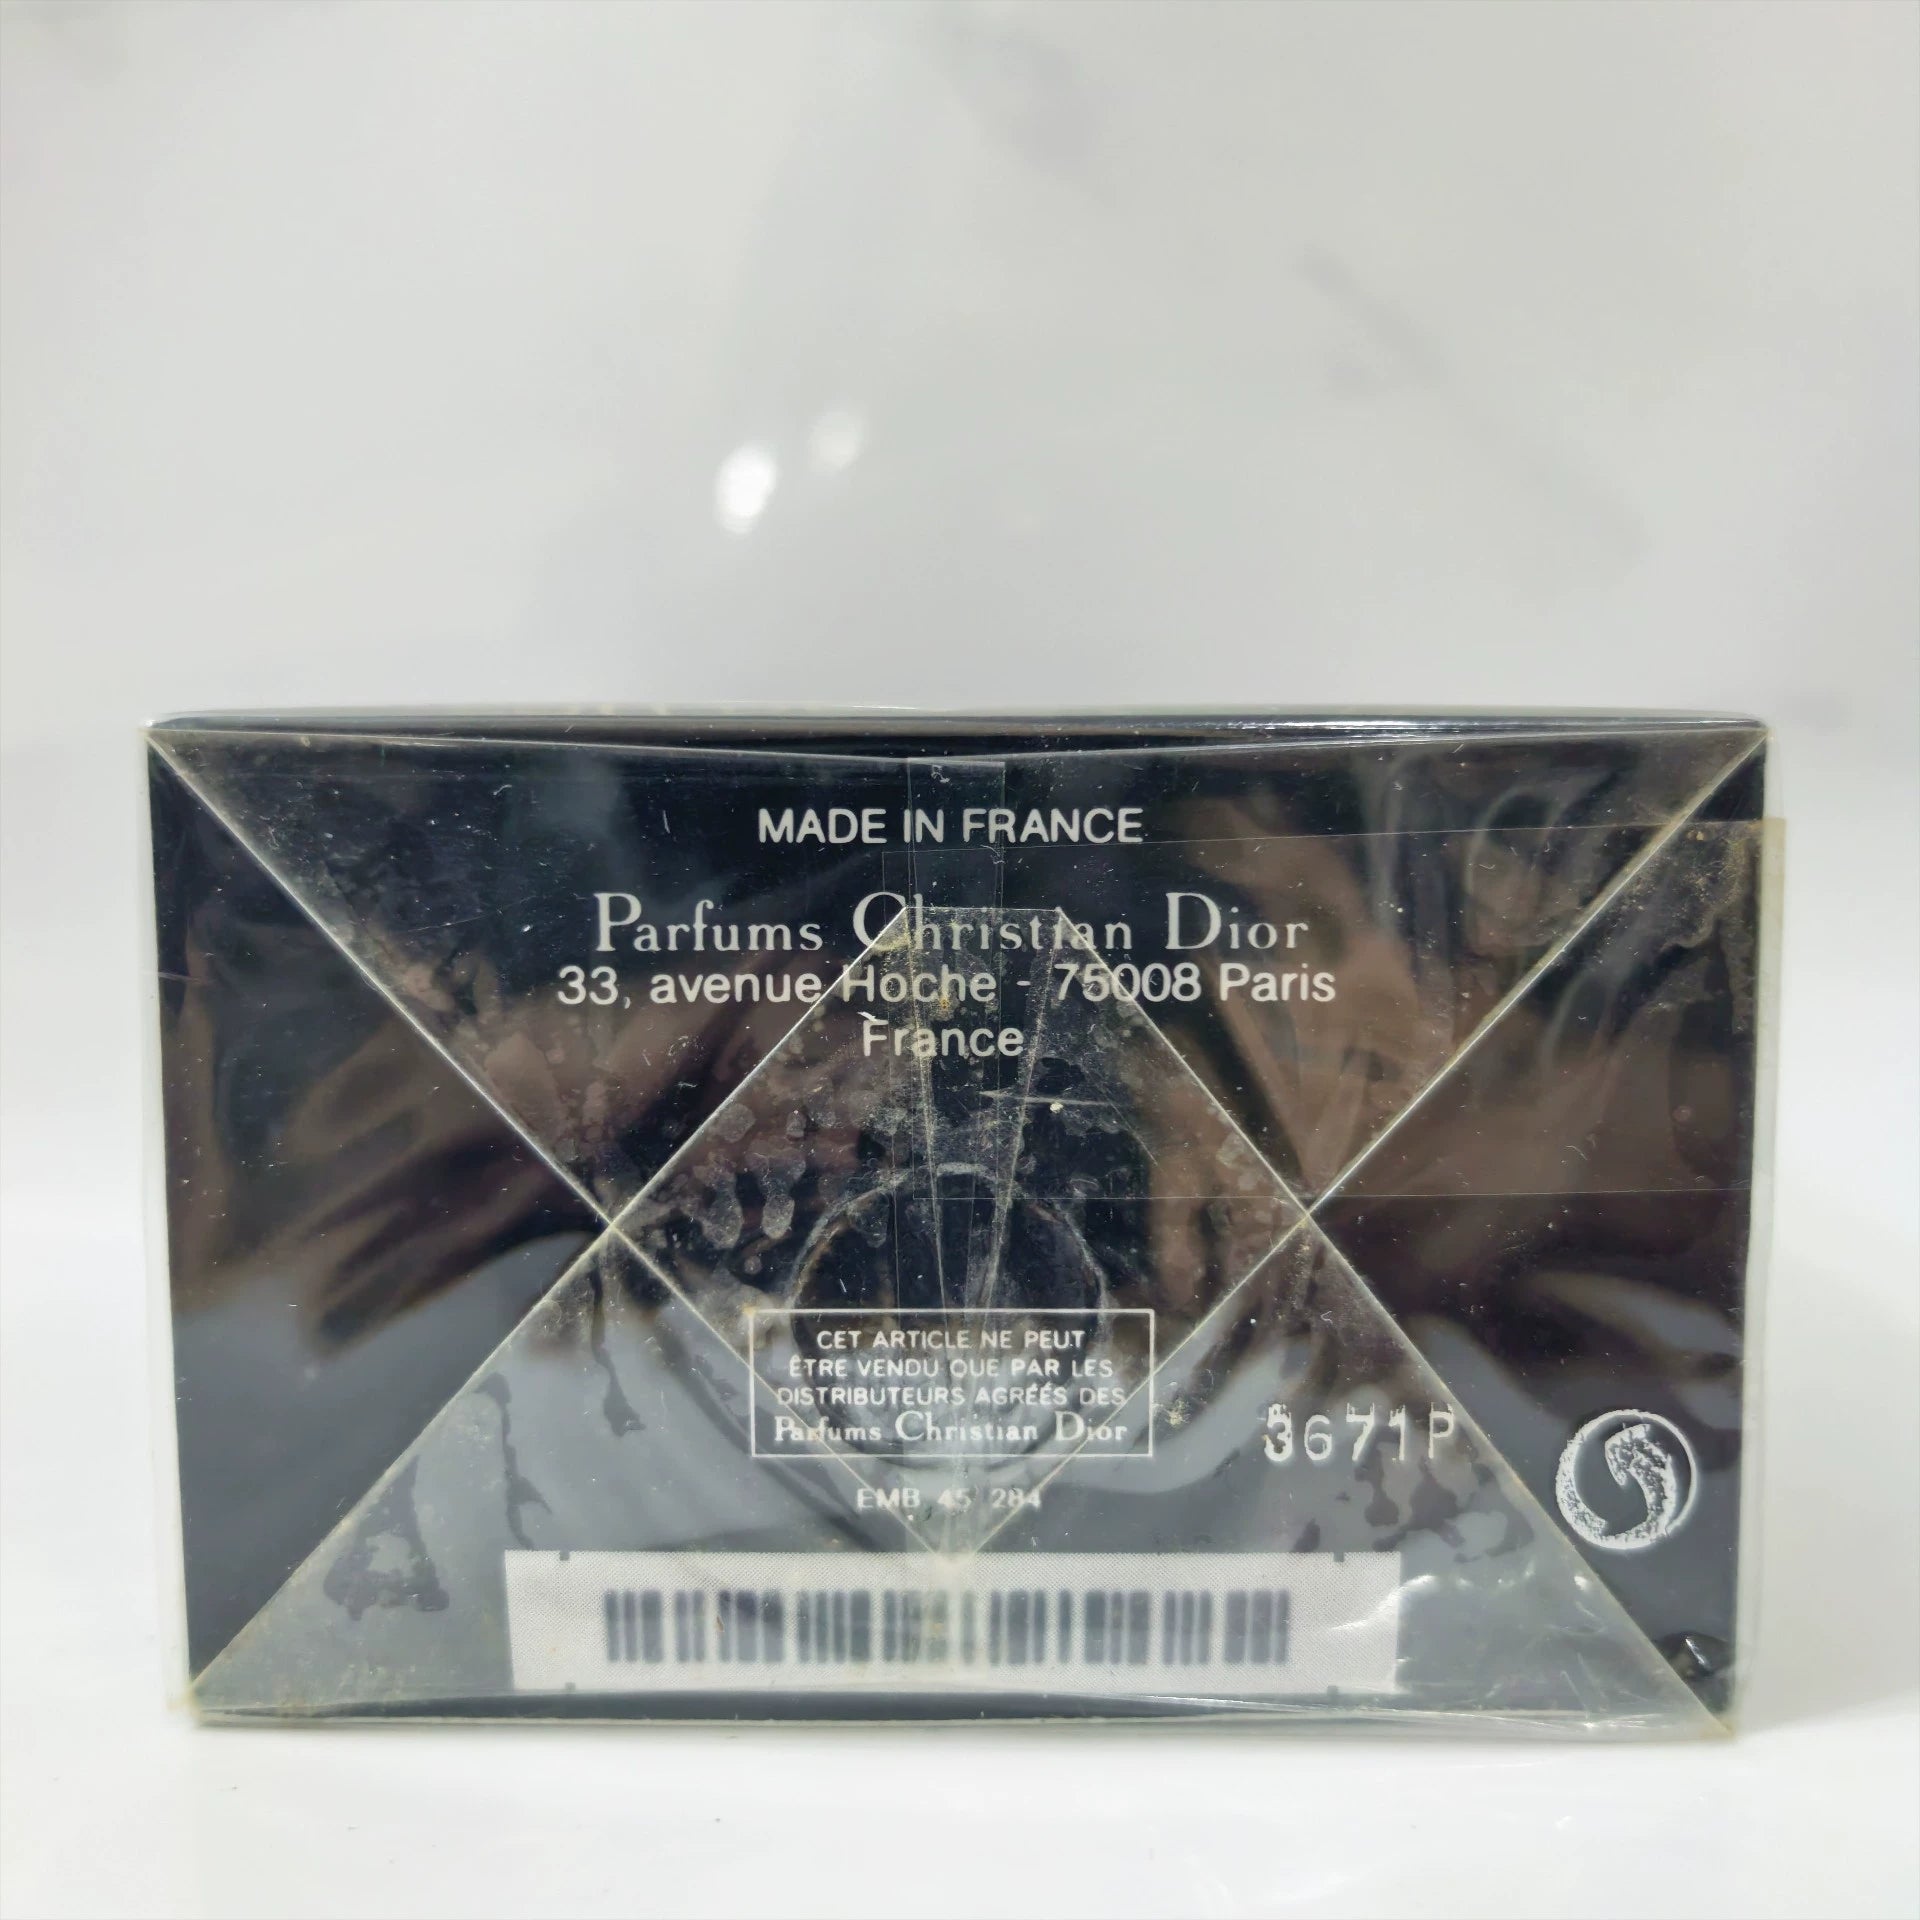 MADE IN FRANCE
Parfums Christian Dior
33, avenue Hoche - 75008 Paris
France
CET ARTICLE NE PEUT
ÊTRE VENDU QUE PAR LES
DISTRIBUTEURS AGRÉÉS DES
Parfums Christian Dior
3671P
EMB 45 284